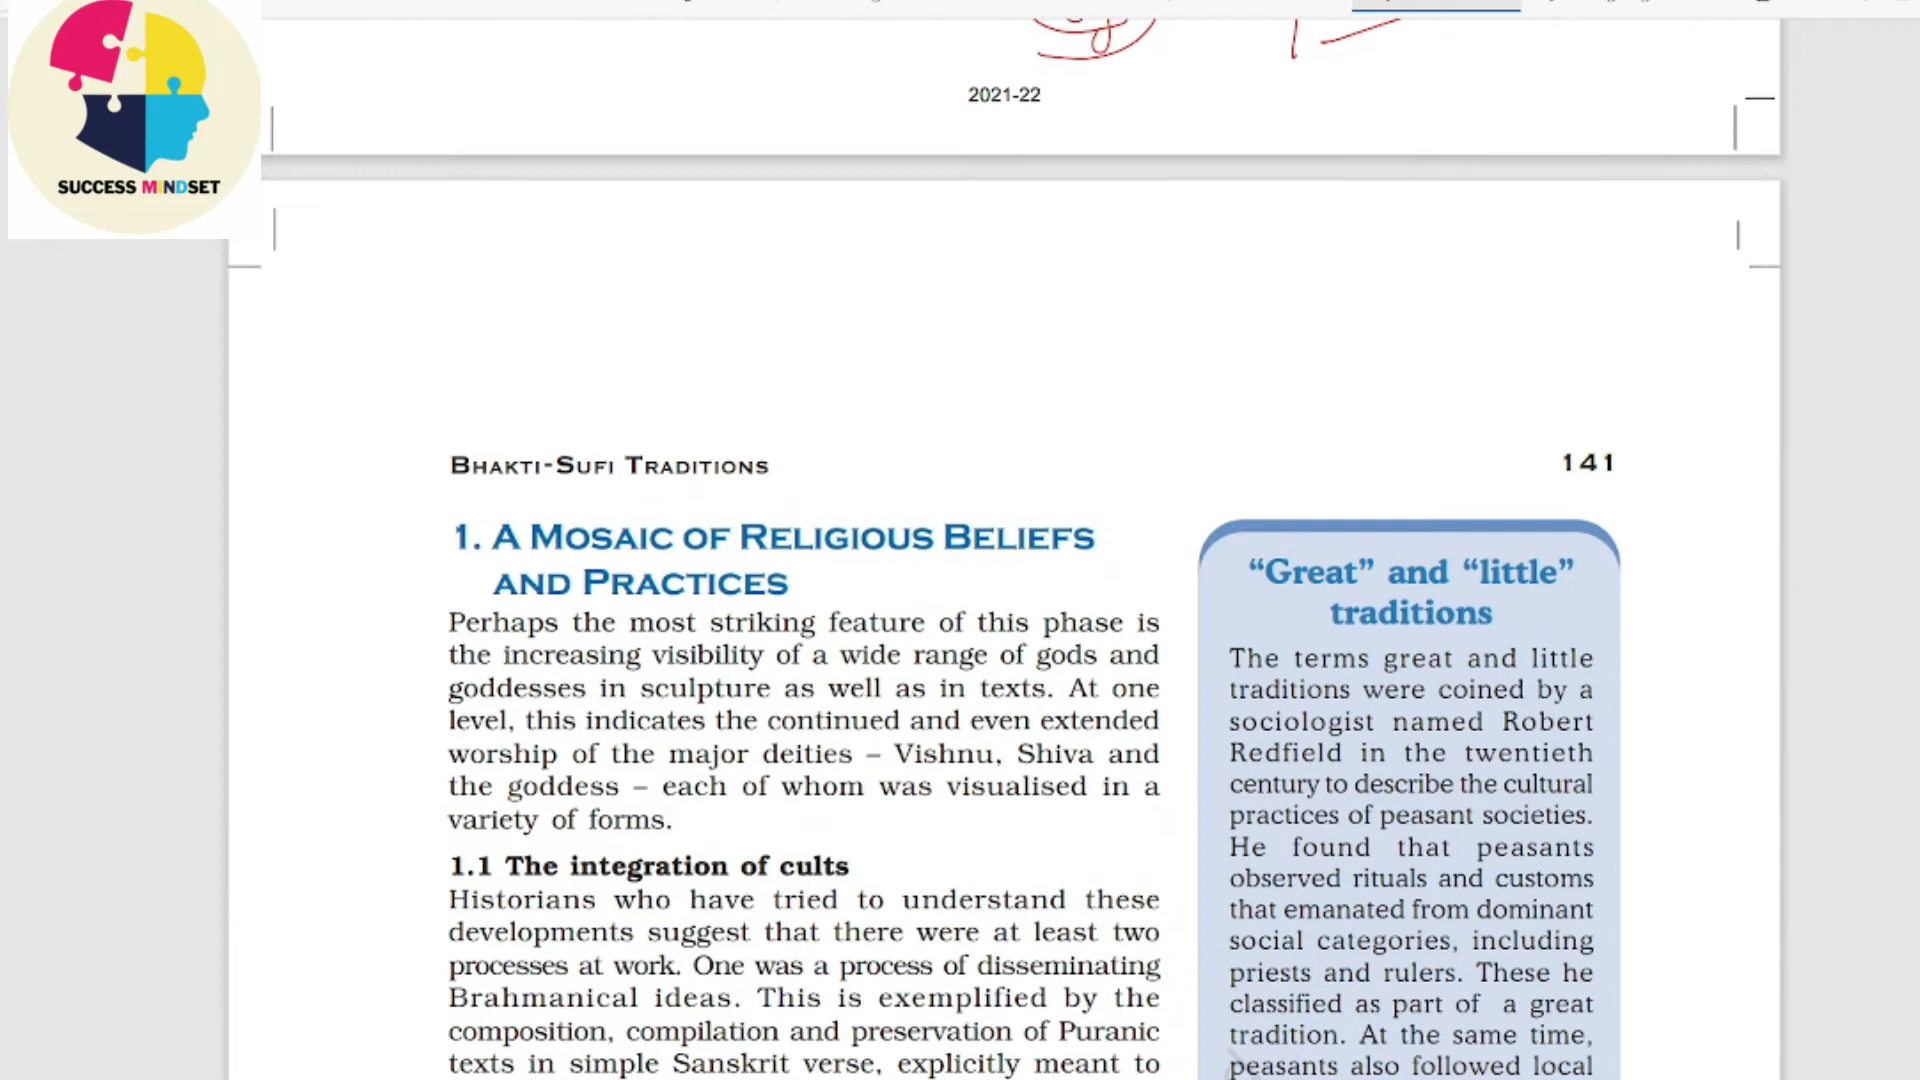 SUCCESS MINDSET
2021-22
BHAKTI-SUFI TRADITIONS
141
1. A MOSAIC OF RELIGIOUS BELIEFS
AND PRACTICES
Perhaps the most striking feature of this phase is
the increasing visibility of a wide range of gods and
goddesses in sculpture as well as in texts. At one
level, this indicates the continued and even extended
worship of the major deities – Vishnu, Shiva and
the goddess – each of whom was visualised in a
variety of forms.
1.1 The integration of cults
Historians who have tried to understand these
developments suggest that there were at least two
processes at work. One was a process of disseminating
Brahmanical ideas. This is exemplified by the
composition, compilation and preservation of Puranic
texts in simple Sanskrit verse, explicitly meant to
“Great” and “little”
traditions
The terms great and little
traditions were coined by a
sociologist named Robert
Redfield in the twentieth
century to describe the cultural
practices of peasant societies.
He found that peasants
observed rituals and customs
that emanated from dominant
social categories, including
priests and rulers. These he
classified as part of a great
tradition. At the same time,
peasants also followed local